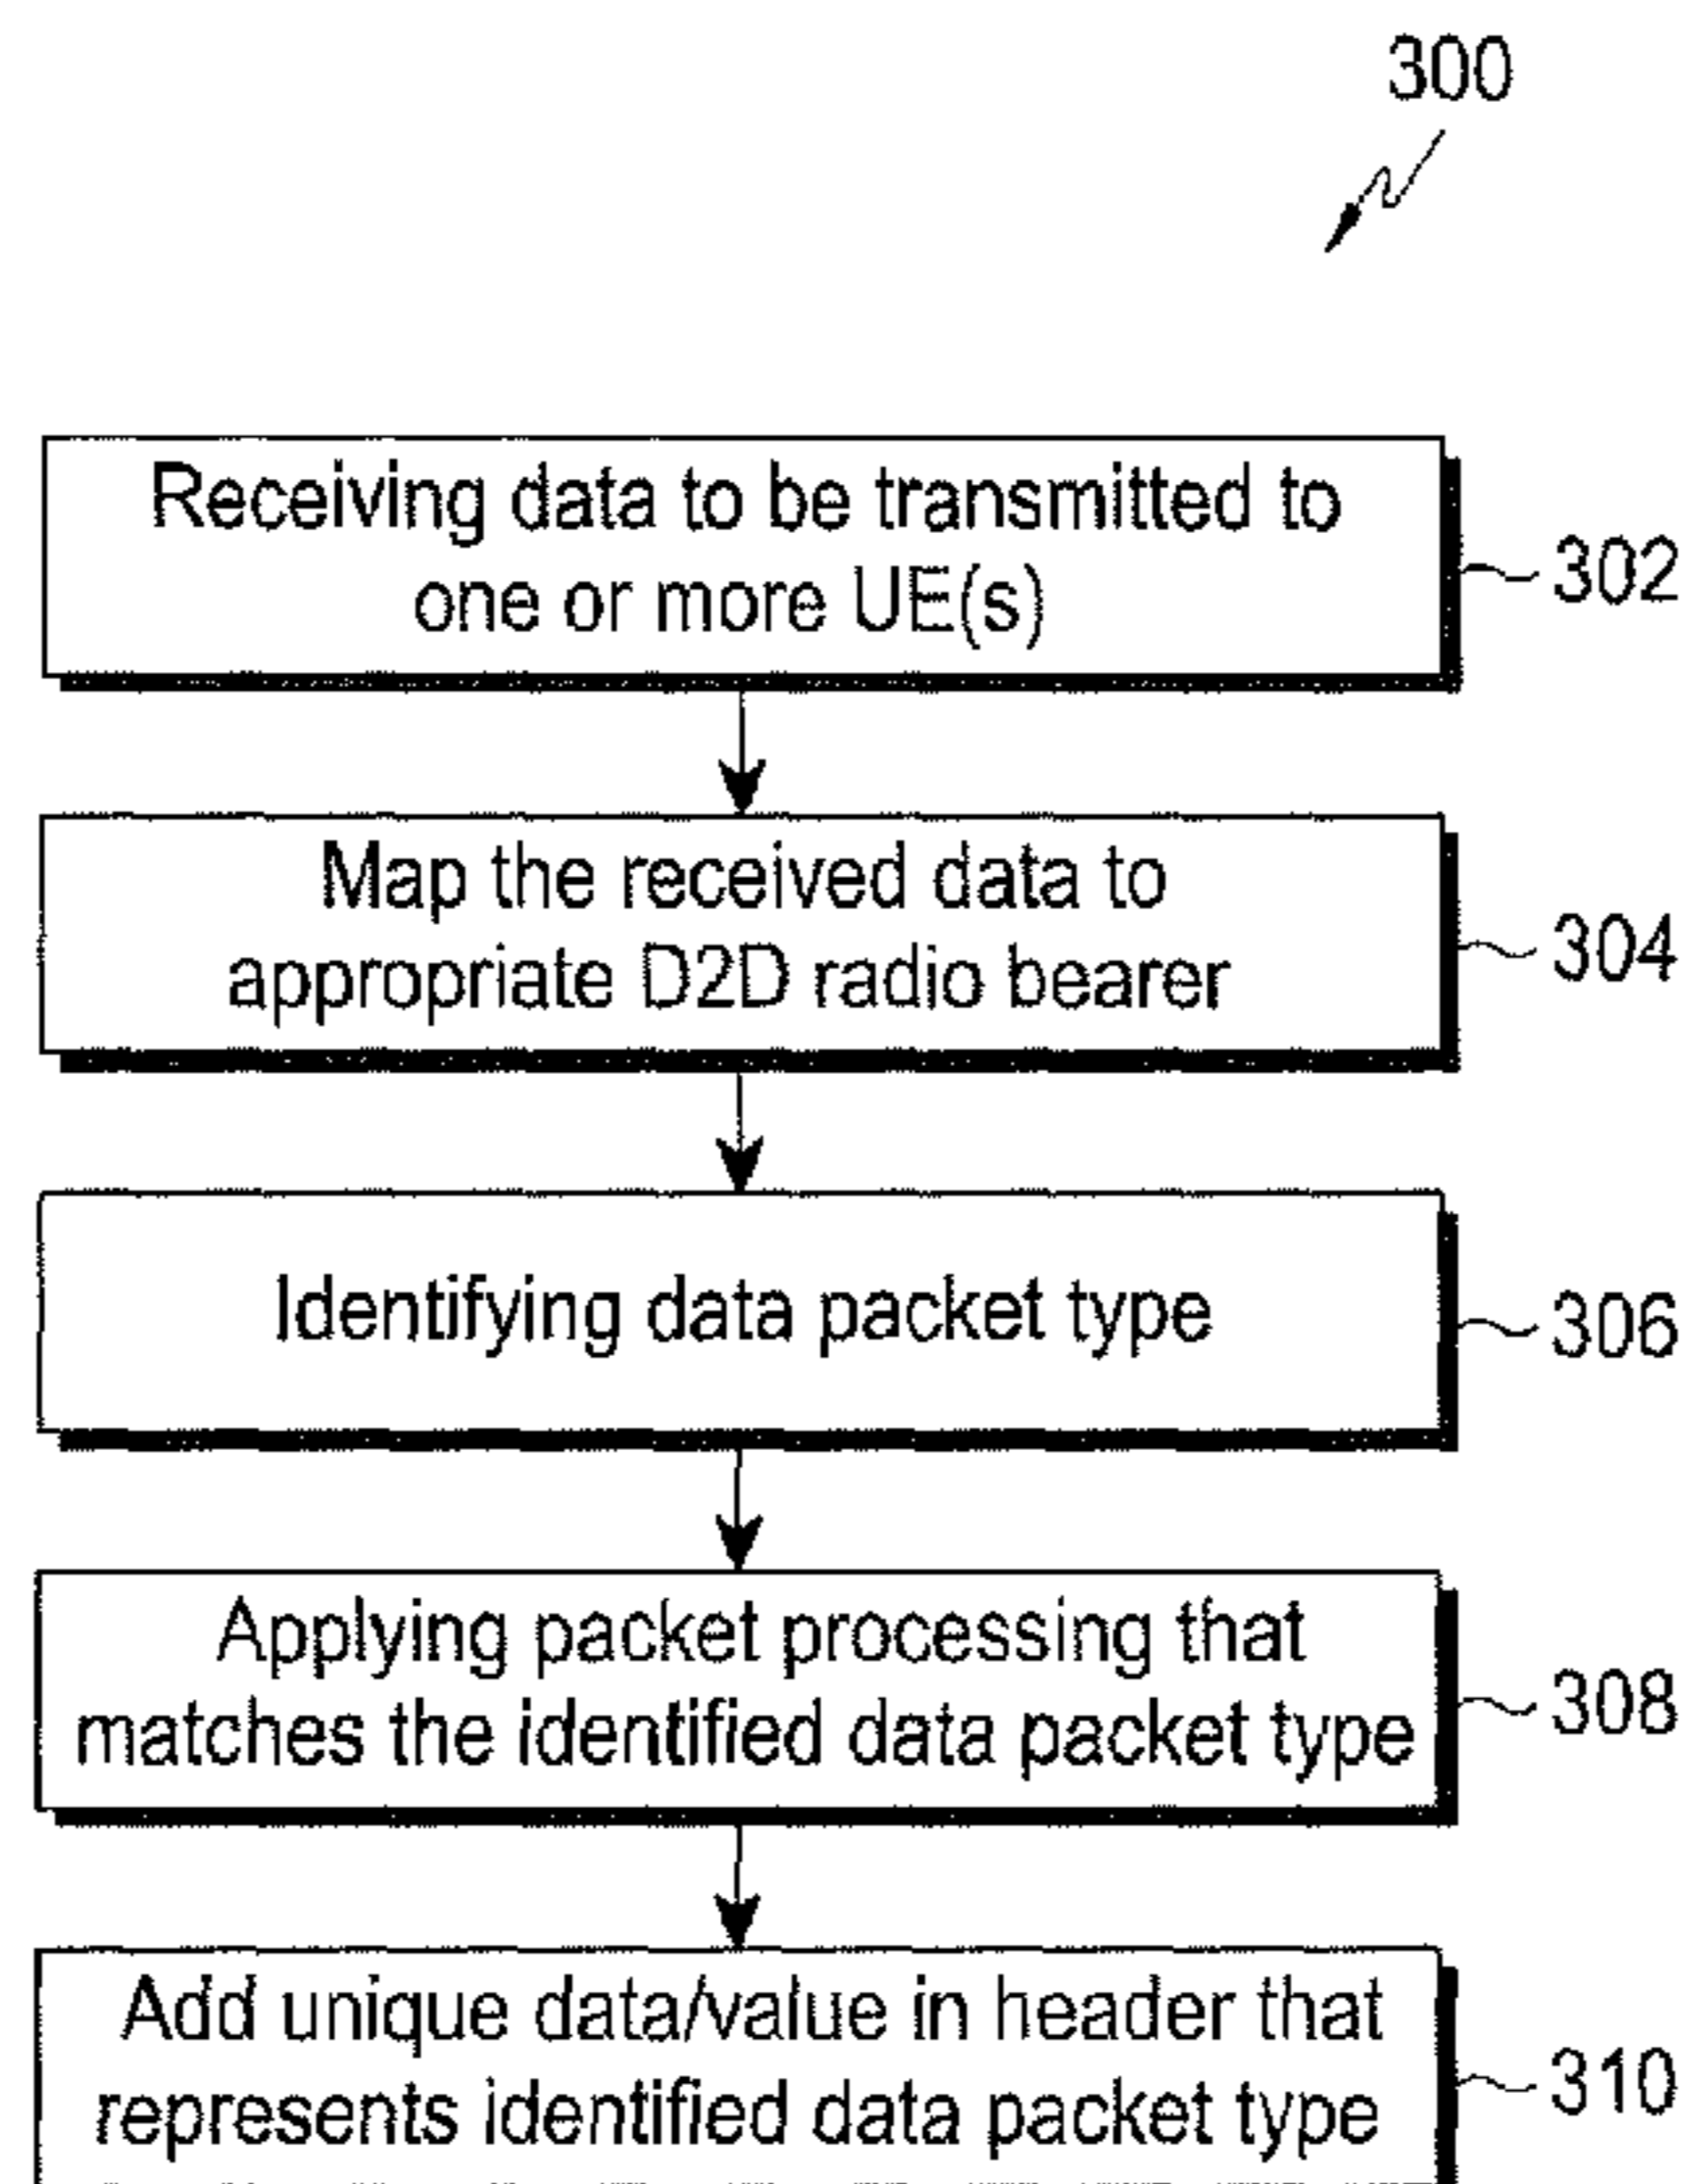 300
Receiving data to be transmitted to
one or more UE(s)
302
Map the received data to
appropriate D2D radio bearer
304
Identifying data packet type
306
Applying packet processing that
matches the identified data packet type
308
Add unique data/value in header that
represents identified data packet type
310